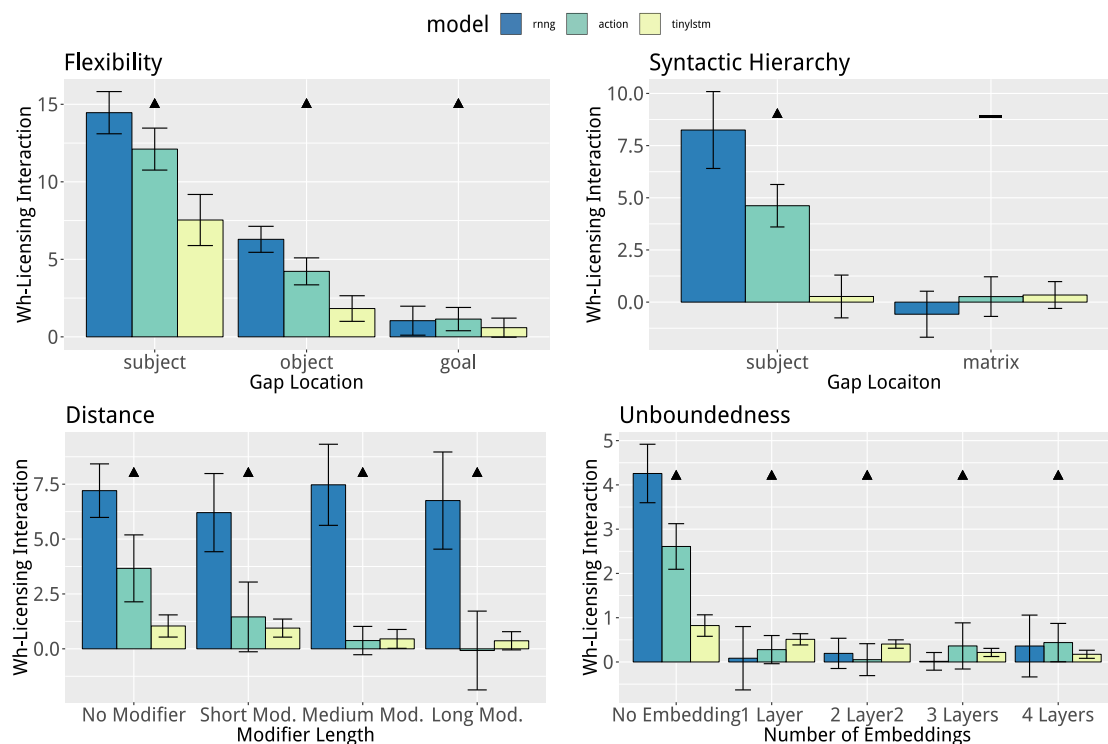 model rnng action tinylstm
Flexibility
Wh-Licensing Interaction
15
10
5
0
subject object goal
Gap Location
Syntactic Hierarchy
Wh-Licensing Interaction
10.0
7.5
5.0
2.5
0.0
subject matrix
Gap Locaiton
Distance
Wh-Licensing Interaction
7.5
5.0
2.5
0.0
No Modifier Short Mod. Medium Mod. Long Mod.
Modifier Length
Unboundedness
Wh-Licensing Interaction
5
4
3
2
1
0
No Embedding 1 Layer 2 Layer2 3 Layers 4 Layers
Number of Embeddings